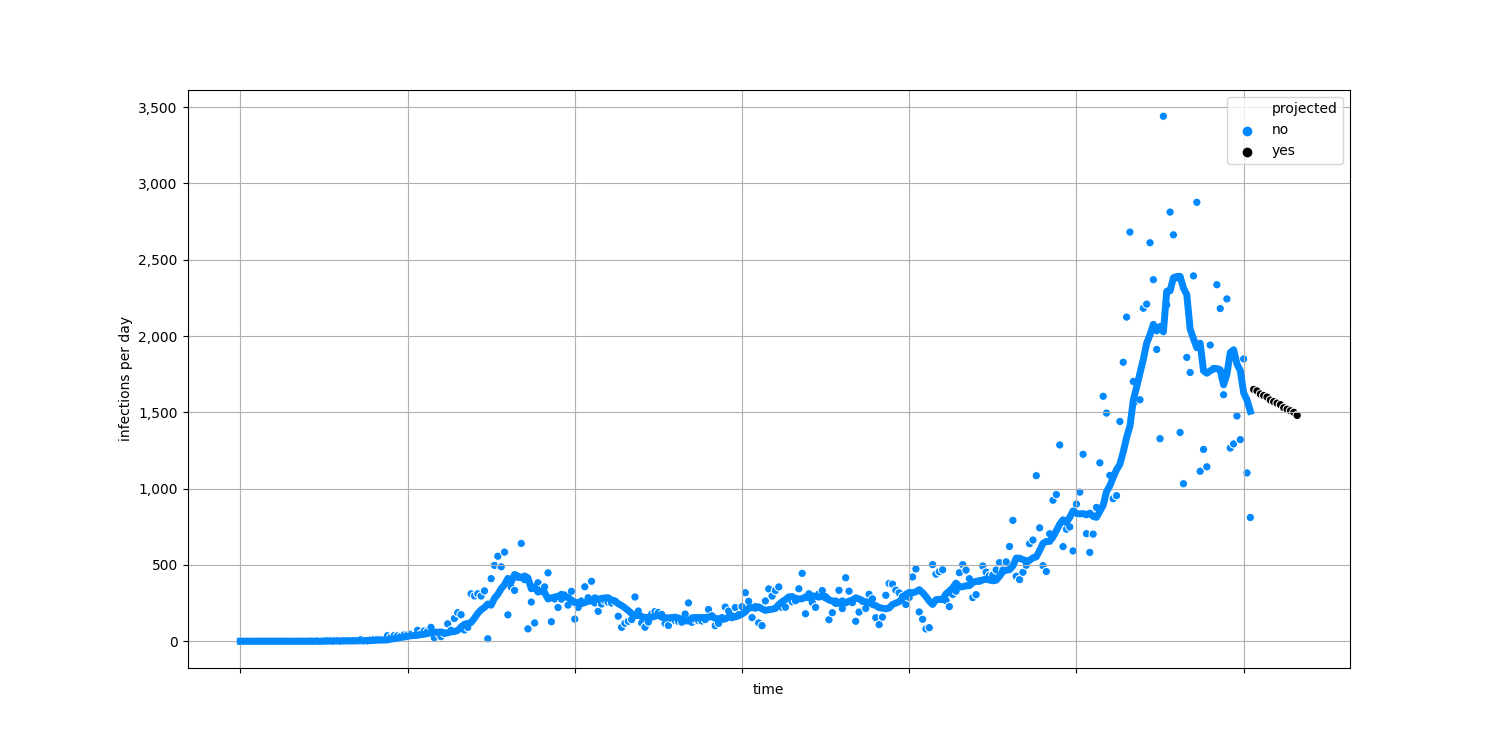 3,500
3,000
2,500
2,000
1,500
1,000
500
0
infections per day
time
projected
no
yes